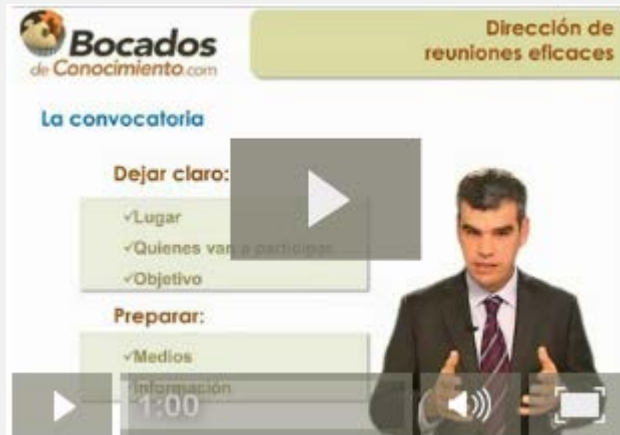 Bocados
de Conocimiento.com
Dirección de
reuniones eficaces
La convocatoria
Dejar claro:
✓Lugar
✓Quienes van a participar
✓Objetivo
Preparar:
✓Medios
✓Información
1:00